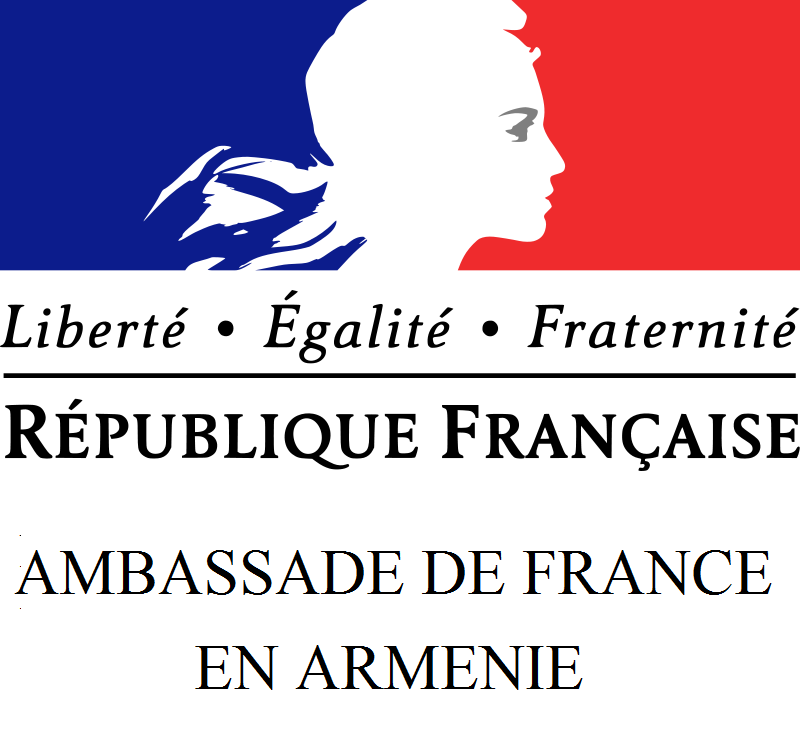 Liberté • Égalité • Fraternité
RÉPUBLIQUE FRANÇAISE
AMBASSADE DE FRANCE
EN ARMENIE